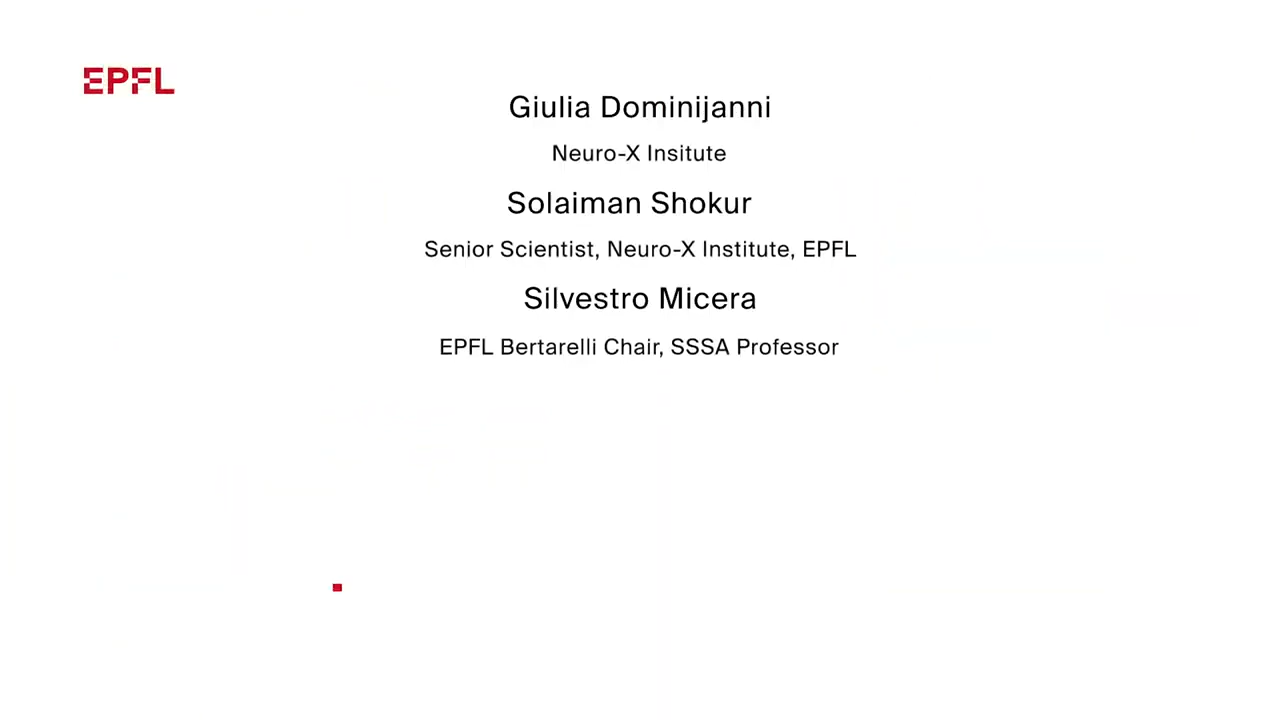 EPFL
Giulia Dominijanni
Neuro-X Insitute
Solaiman Shokur
Senior Scientist, Neuro-X Institute, EPFL
Silvestro Micera
EPFL Bertarelli Chair, SSSA Professor